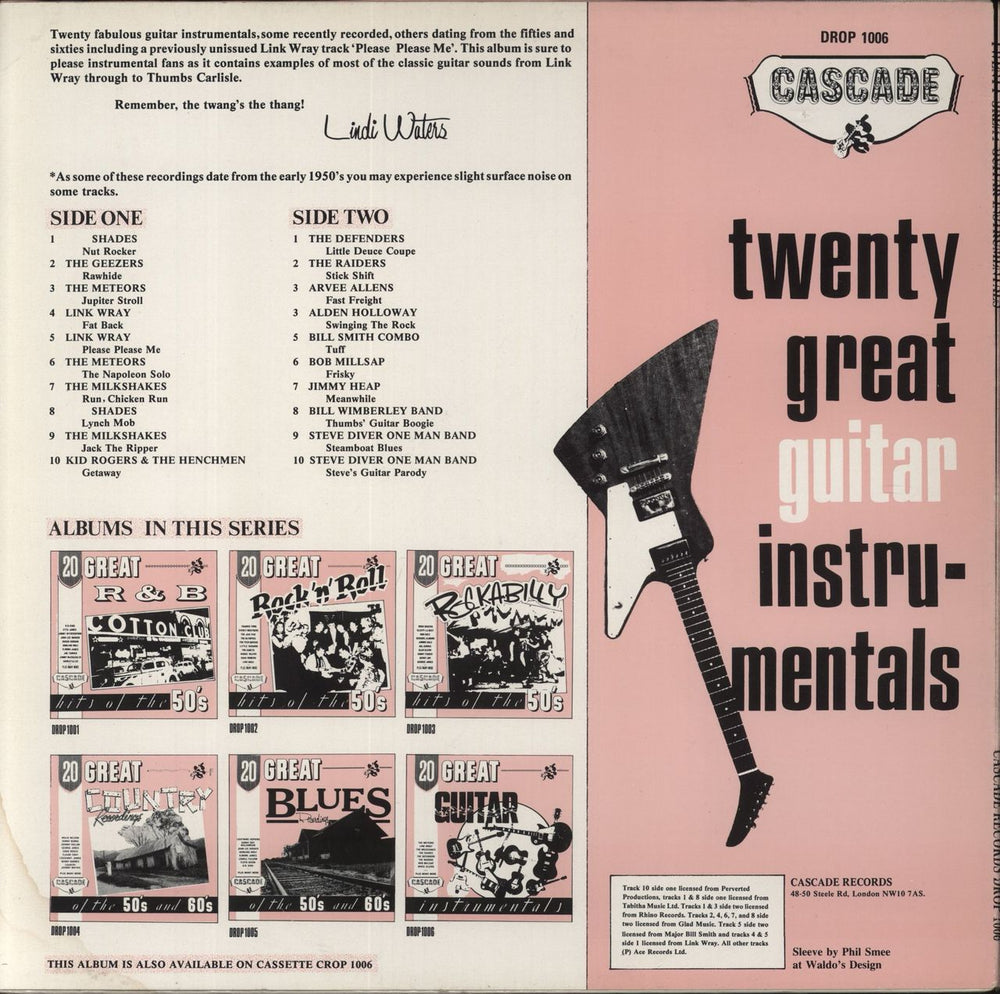 Twenty fabulous guitar instrumentals,some recently recorded, others dating from the fifties and
sixties including a previously unissued Link Wray track 'Please Please Me'. This album is sure to
please instrumental fans as it contains examples of most of the classic guitar sounds from Link
Wray through to Thumbs Carlisle.
Remember, the twang's the thang!
Lindi Waters
*As some of these recordings date from the early 1950's you may experience slight surface noise on
some tracks.
SIDE ONE
1 SHADES
Nut Rocker
2 THE GEEZERS
Rawhide
3 THE METEORS
Jupiter Stroll
4 LINK WRAY
Fat Back
5 LINK WRAY
Please Please Me
6 THE METEORS
The Napoleon Solo
7 THE MILKSHAKES
Run, Chicken Run
8 SHADES
Lynch Mob
9 THE MILKSHAKES
Jack The Ripper
10 KID ROGERS & THE HENCHMEN
Getaway
SIDE TWO
1 THE DEFENDERS
Little Deuce Coupe
2 THE RAIDERS
Stick Shift
3 ARVEE ALLENS
Fast Freight
3 ALDEN HOLLOWAY
Swinging The Rock
5 BILL SMITH COMBO
Tuff
6 BOB MILLSAP
Frisky
7 JIMMY HEAP
Meanwhile
8 BILL WIMBERLEY BAND
Thumbs' Guitar Boogie
9 STEVE DIVER ONE MAN BAND
Steamboat Blues
10 STEVE DIVER ONE MAN BAND
Steve's Guitar Parody
ALBUMS IN THIS SERIES
20 GREAT
R & B
COTTON CLUB
CASCADE
hits of the 50's
DROP 1001
20 GREAT
Rock 'n' Roll
CASCADE
hits of the 50's
DROP 1002
20 GREAT
ROCKABILLY
CASCADE
hits of the 50's
DROP 1003
20 GREAT
COUNTRY
Recordings
CASCADE
of the 50's and 60's
DROP 1004
20 GREAT
BLUES
Recordings
CASCADE
of the 50's and 60's
DROP 1005
20 GREAT
GUITAR
CASCADE
instrumentals
DROP 1006
THIS ALBUM IS ALSO AVAILABLE ON CASSETTE CROP 1006
DROP 1006
CASCADE
twenty
great
guitar
instru-
mentals
Track 10 side one licensed from Perverted
Productions, tracks 1 & 8 side one licensed from
Tabitha Music Ltd. Tracks 1 & 3 side two licensed
from Rhino Records. Tracks 2, 4, 6, 7, and 8 side
two licensed from Glad Music. Track 5 side two
licensed from Major Bill Smith and tracks 4 & 5
side 1 licensed from Link Wray. All other tracks
(P) Ace Records Ltd.
CASCADE RECORDS
48-50 Steele Rd, London NW10 7AS.
Sleeve by Phil Smee
at Waldo's Design